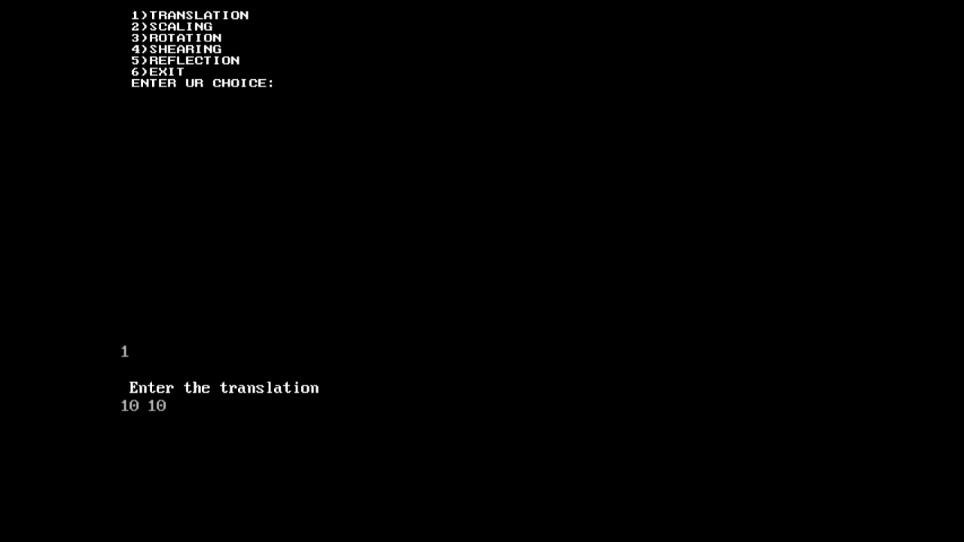 1)TRANSLATION
2)SCALING
3)ROTATION
4)SHEARING
5)REFLECTION
6)EXIT
ENTER UR CHOICE:
1
Enter the translation
10 10